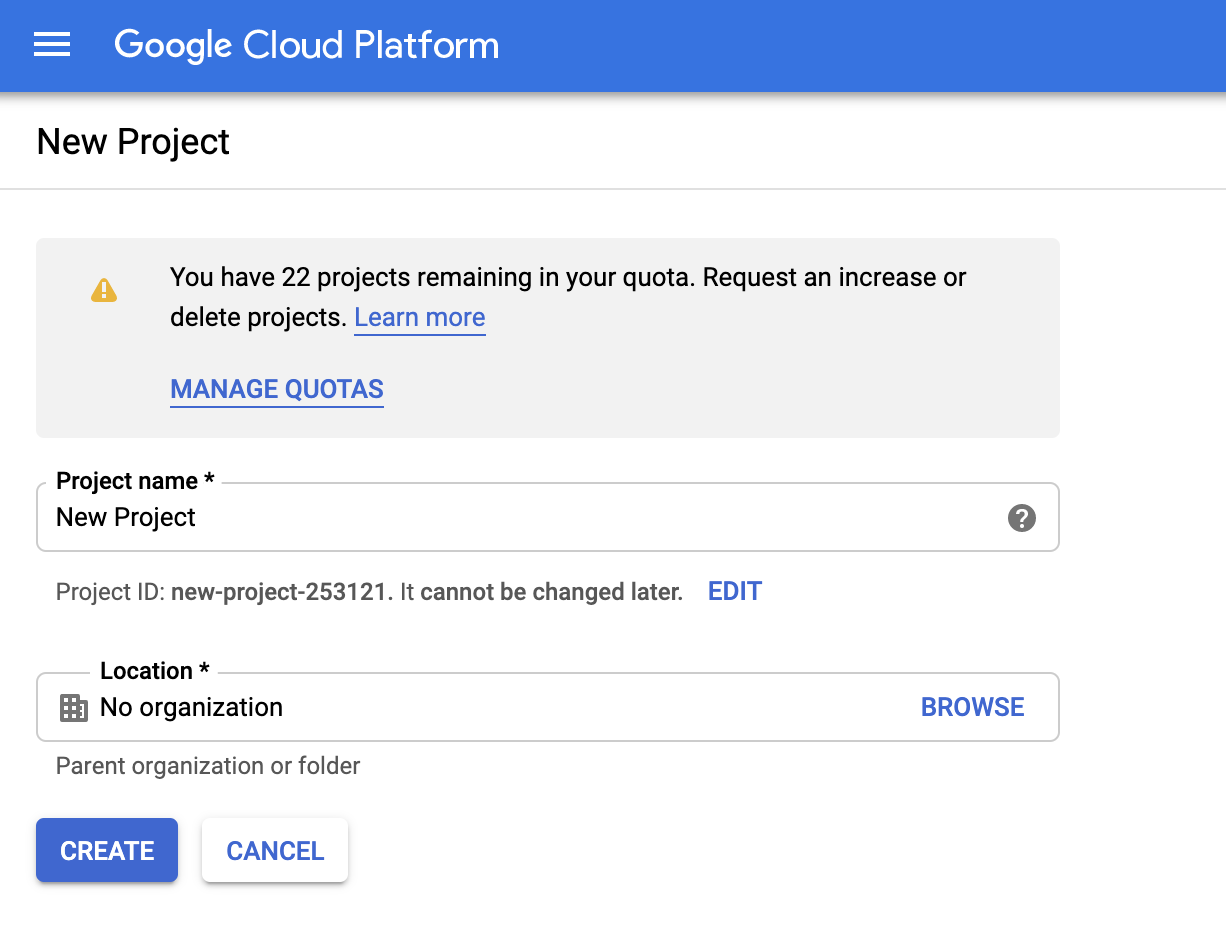 Google Cloud Platform
New Project
You have 22 projects remaining in your quota. Request an increase or
delete projects. Learn more
MANAGE QUOTAS
Project name *
New Project
Project ID: new-project-253121. It cannot be changed later. EDIT
Location *
No organization BROWSE
Parent organization or folder
CREATE CANCEL